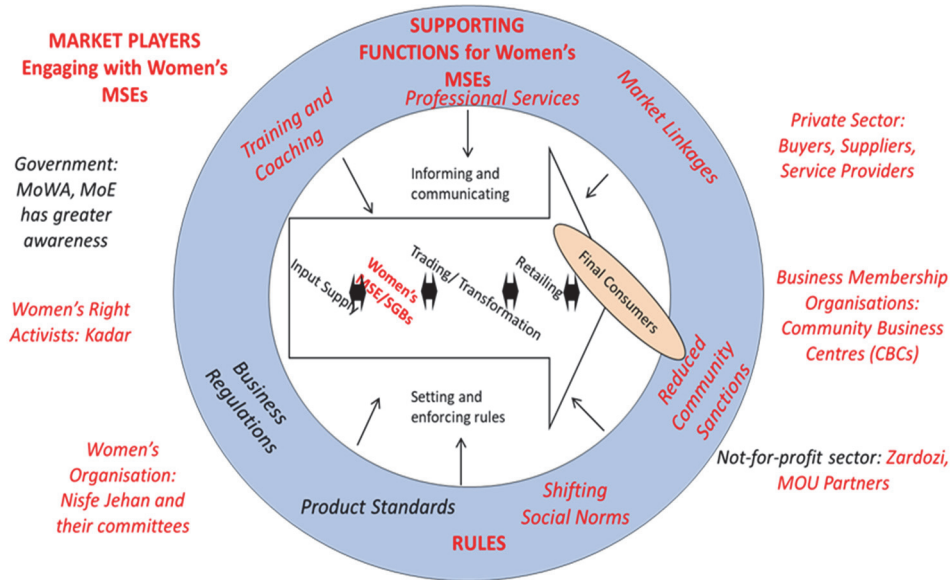 MARKET PLAYERS
Engaging with Women's
MSEs
SUPPORTING
FUNCTIONS for Women's
MSEs
Professional Services
Training and
Coaching
Market Linkages
Government:
MoWA, MoE
has greater
awareness
Women's Right
Activists: Kadar
Women's
Organisation:
Nisfe Jehan and
their committees
Informing and
communicating
Input Supply
Women's
MSE/SGBs
Trading/ Transformation
Retailing
Final Consumers
Setting and
enforcing rules
Business
Regulations
Product Standards
Shifting
Social Norms
RULES
Reduced
Community
Sanctions
Private Sector:
Buyers, Suppliers,
Service Providers
Business Membership
Organisations:
Community Business
Centres (CBCs)
Not-for-profit sector: Zardozi,
MOU Partners